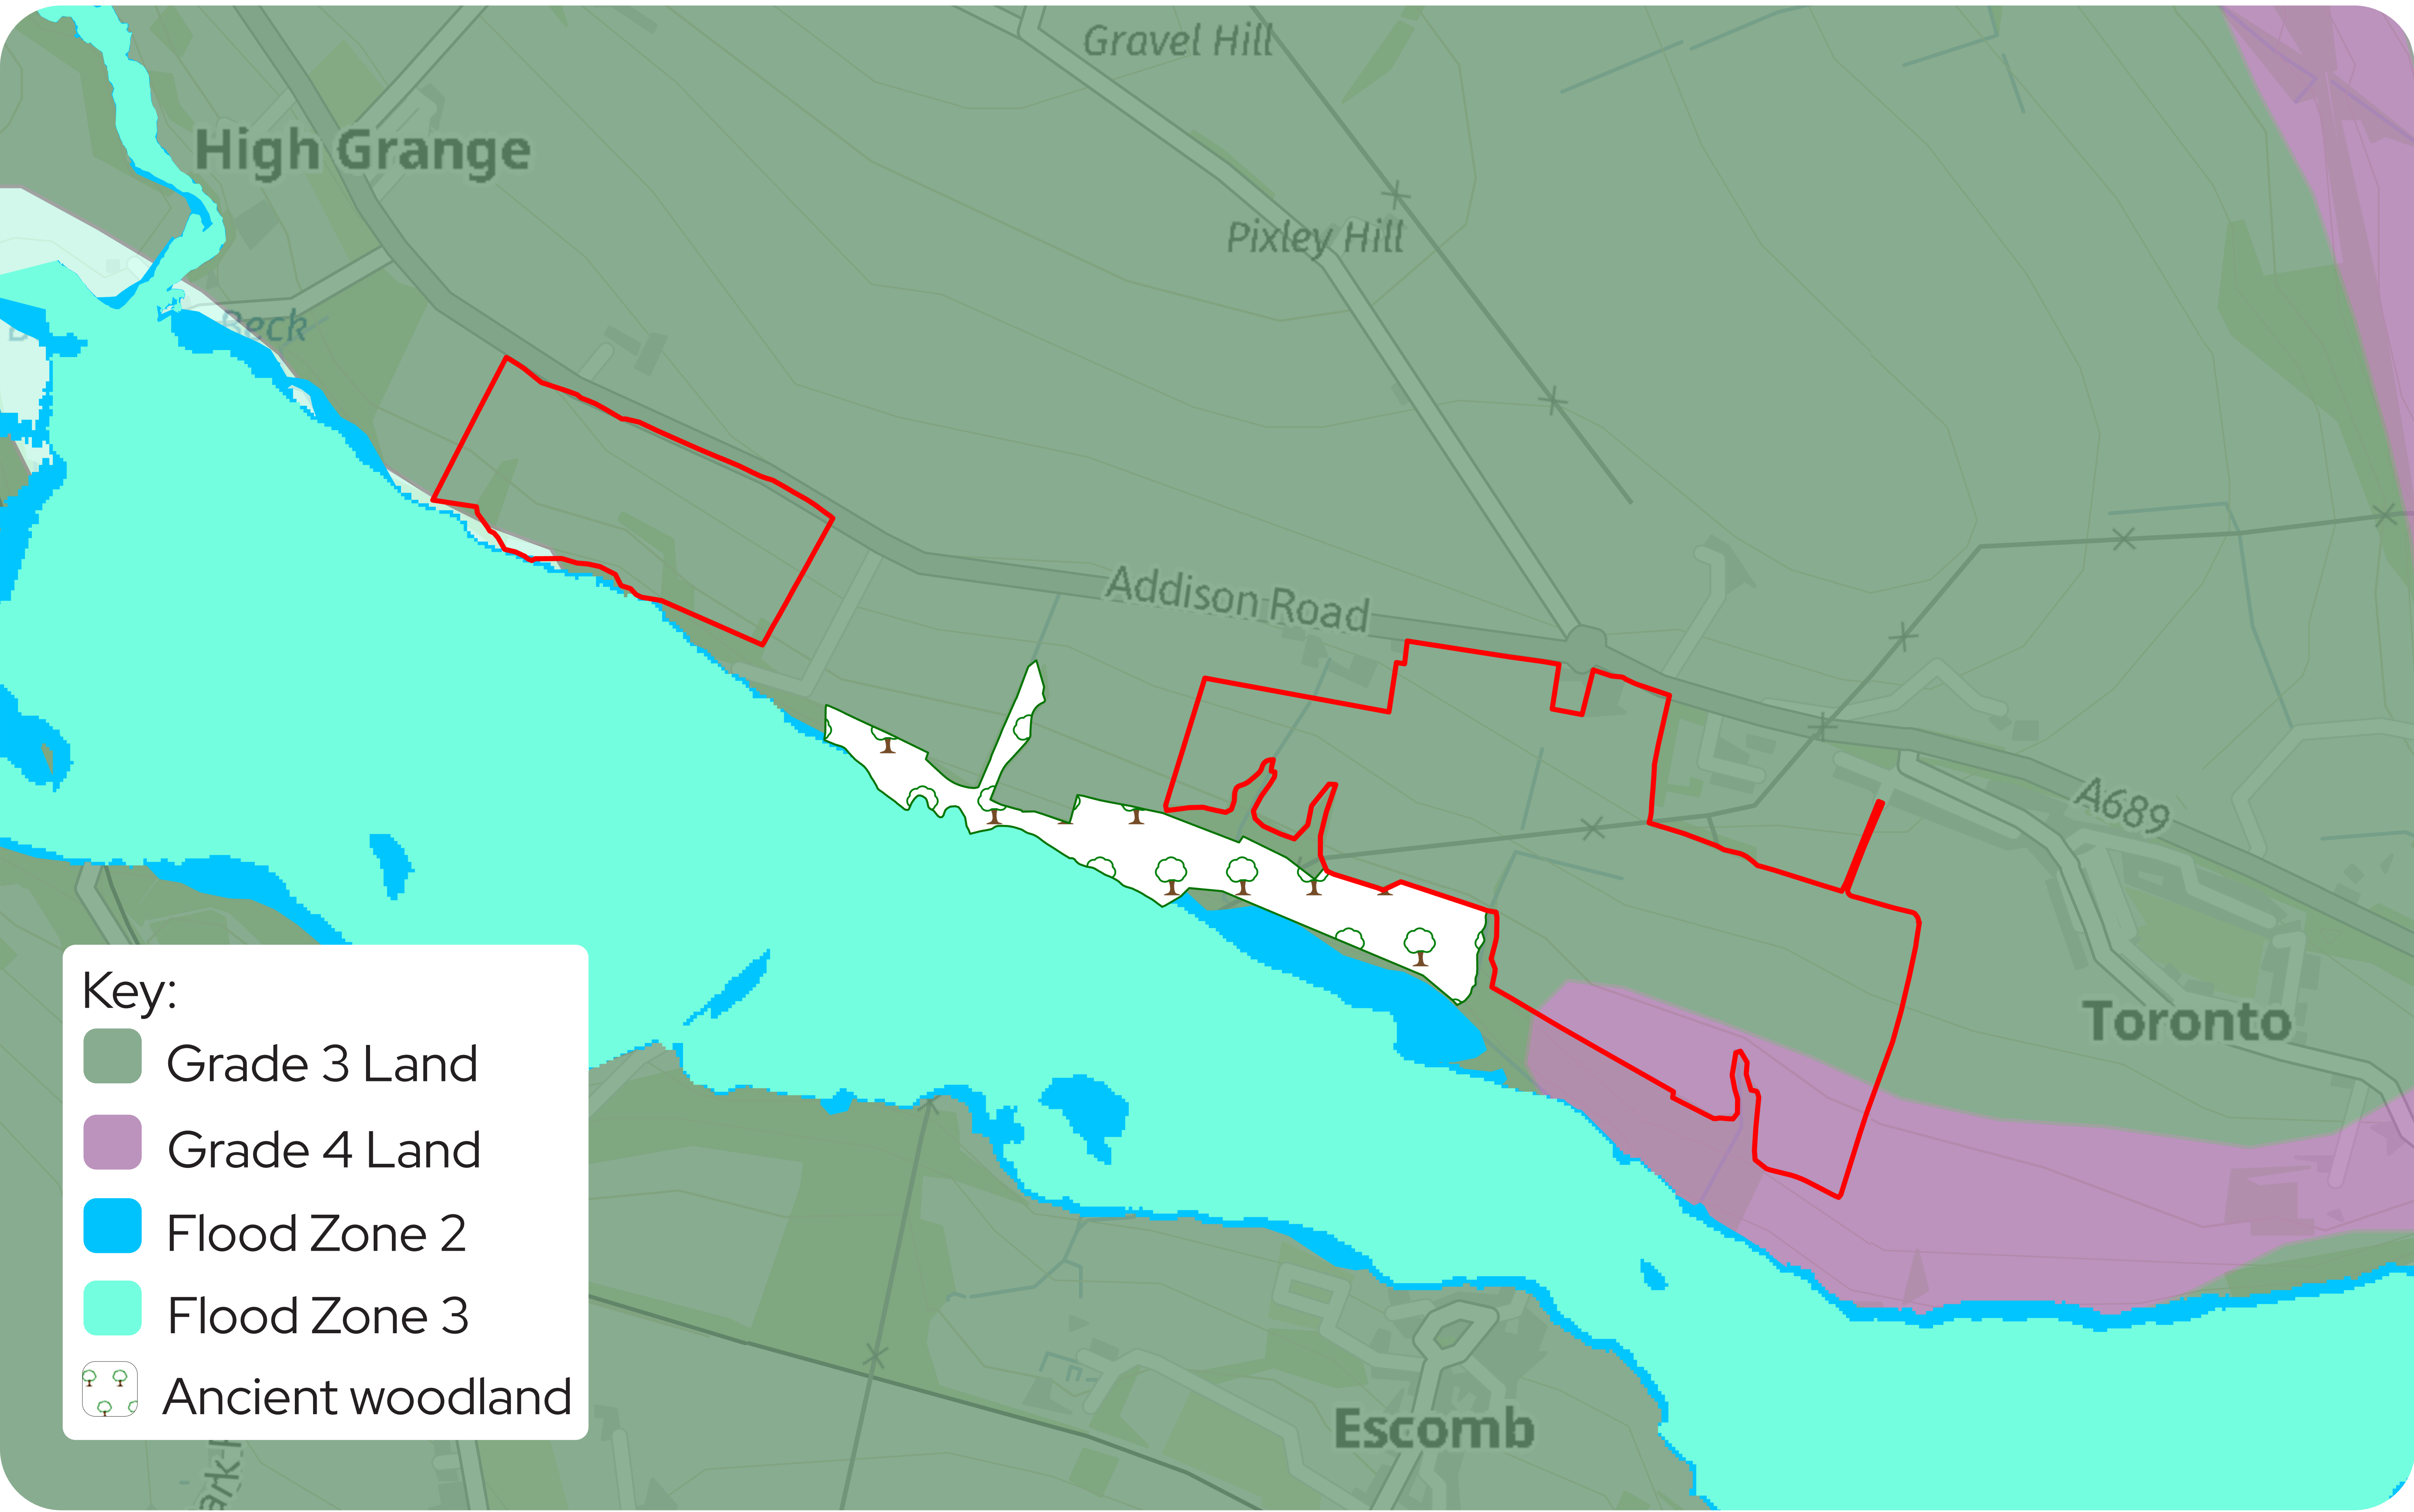 Gravel Hill
High Grange
Pixley Hill
Beck
Addison Road
A689
Toronto
Key:
Grade 3 Land
Grade 4 Land
Flood Zone 2
Flood Zone 3
Ancient woodland
Escomb